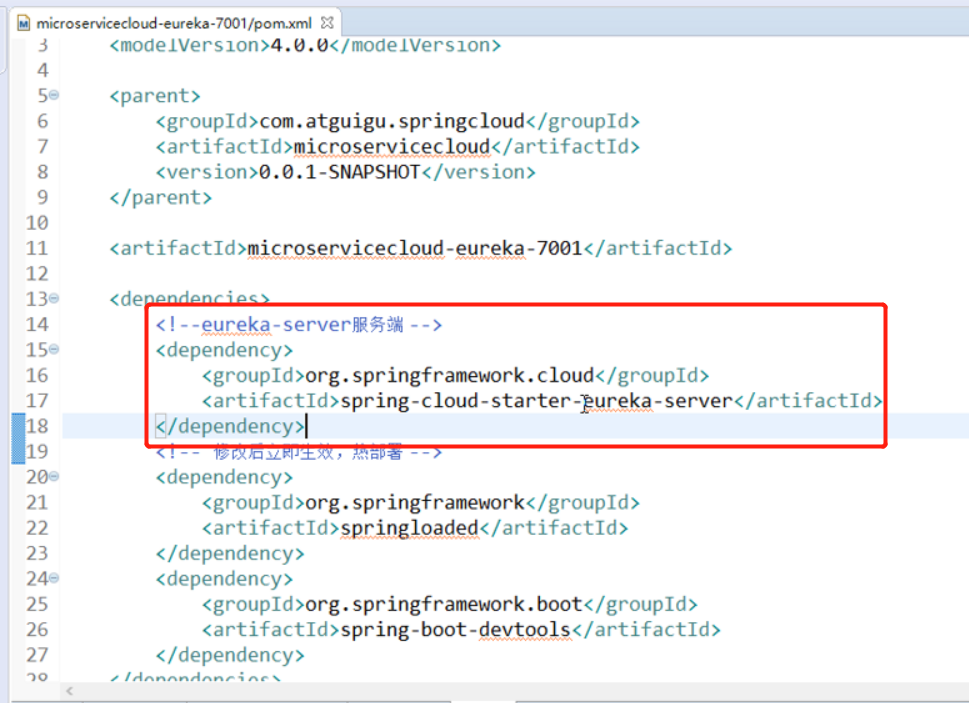 microservicecloud-eureka-7001/pom.xml
3 <modelVersion>4.0.0</modelVersion>
4
5 <parent>
6 <groupId>com.atguigu.springcloud</groupId>
7 <artifactId>microservicecloud</artifactId>
8 <version>0.0.1-SNAPSHOT</version>
9 </parent>
10
11 <artifactId>microservicecloud-eureka-7001</artifactId>
12
13 <dependencies>
14 <!--eureka-server服务端 -->
15 <dependency>
16 <groupId>org.springframework.cloud</groupId>
17 <artifactId>spring-cloud-starter-eureka-server</artifactId>
18 </dependency>
19 <!-- 修改后立即生效，热部署 -->
20 <dependency>
21 <groupId>org.springframework</groupId>
22 <artifactId>springloaded</artifactId>
23 </dependency>
24 <dependency>
25 <groupId>org.springframework.boot</groupId>
26 <artifactId>spring-boot-devtools</artifactId>
27 </dependency>
28 </dependencies>